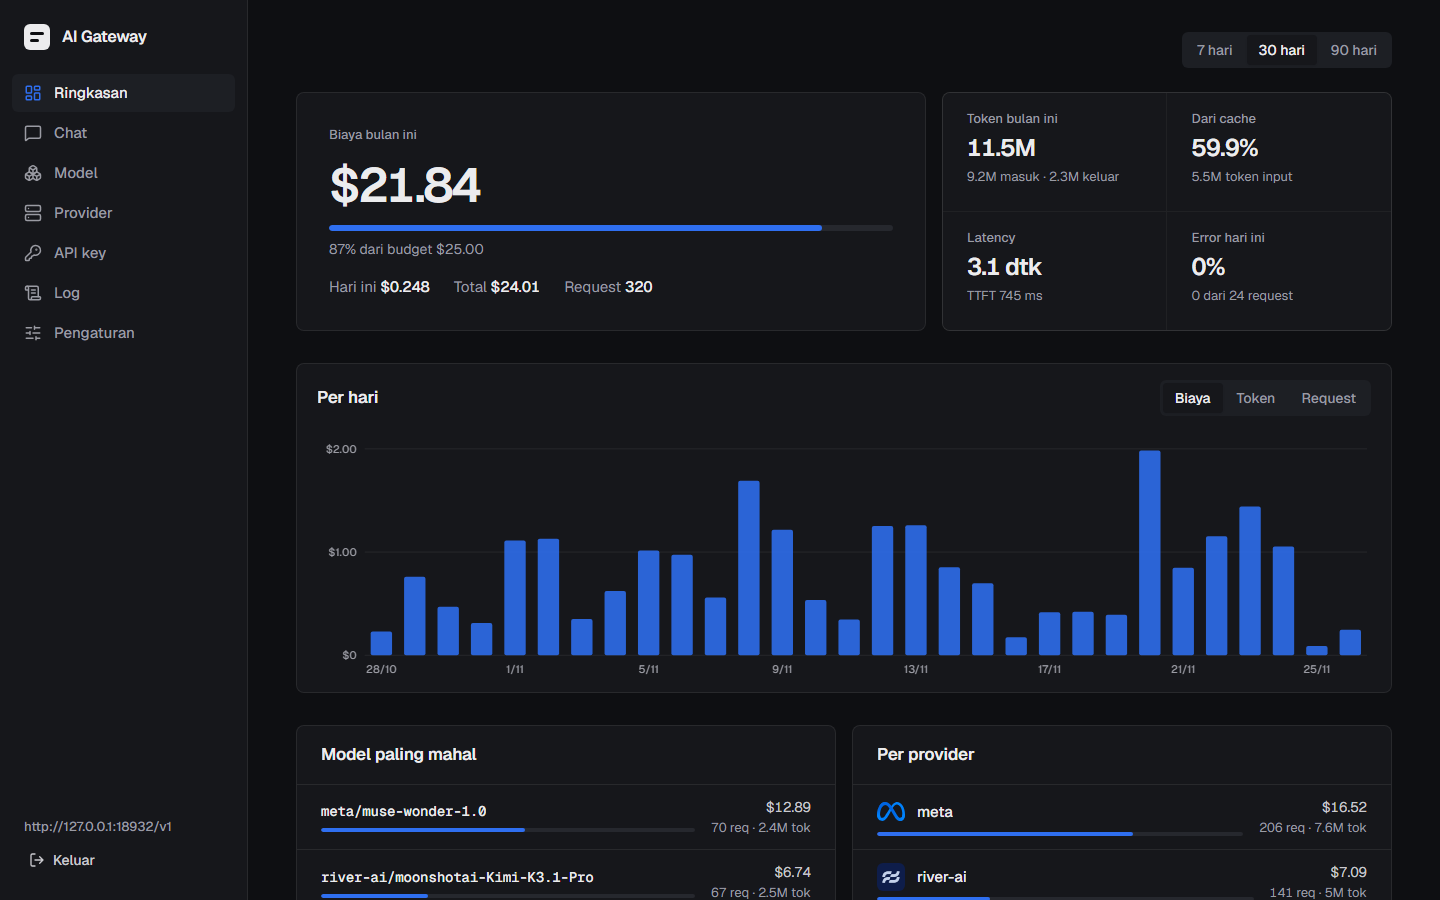 AI Gateway
Ringkasan
Chat
Model
Provider
API key
Log
Pengaturan
http://127.0.0.1:18932/v1
Keluar
7 hari 30 hari 90 hari
Biaya bulan ini
$21.84
87% dari budget $25.00
Hari ini $0.248 Total $24.01 Request 320
Token bulan ini
11.5M
9.2M masuk · 2.3M keluar
Dari cache
59.9%
5.5M token input
Latency
3.1 dtk
TTFT 745 ms
Error hari ini
0%
0 dari 24 request
Per hari
Biaya Token Request
$2.00
$1.00
$0
28/10 1/11 5/11 9/11 13/11 17/11 21/11 25/11
Model paling mahal
meta/muse-wonder-1.0 $12.89
70 req · 2.4M tok
river-ai/moonshotai-Kimi-K3.1-Pro $6.74
67 req · 2.5M tok
Per provider
meta $16.52
206 req · 7.6M tok
river-ai $7.09
141 req · 5M tok